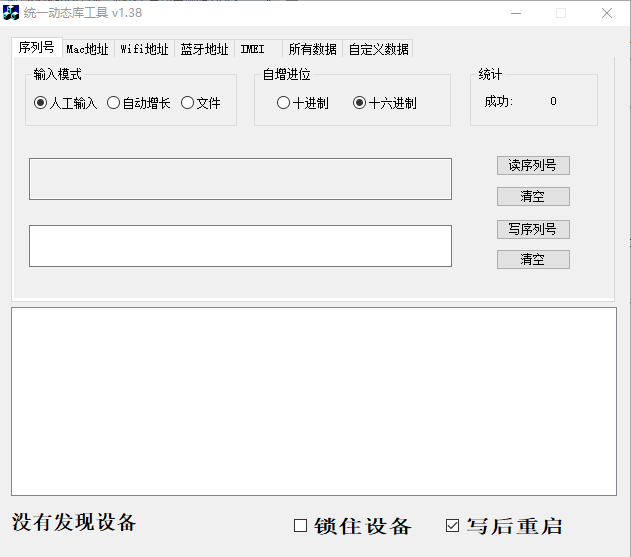 统一动态库工具 v1.38
序列号 Mac地址 Wifi地址 蓝牙地址 IMEI 所有数据 自定义数据
输入模式 自增进位 统计
人工输入 自动增长 文件 十进制 十六进制 成功: 0
读序列号
清空
写序列号
清空
没有发现设备 锁住设备 写后重启